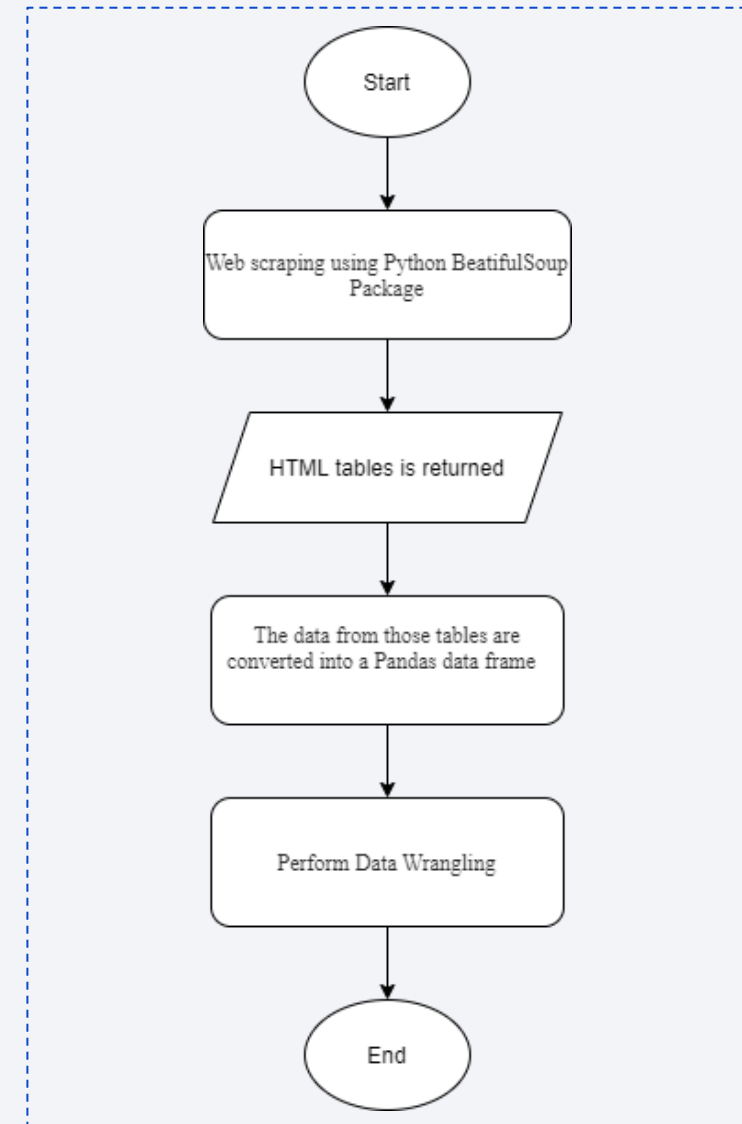 Start
Web scraping using Python BeatifulSoup
Package
HTML tables is returned
The data from those tables are
converted into a Pandas data frame
Perform Data Wrangling
End